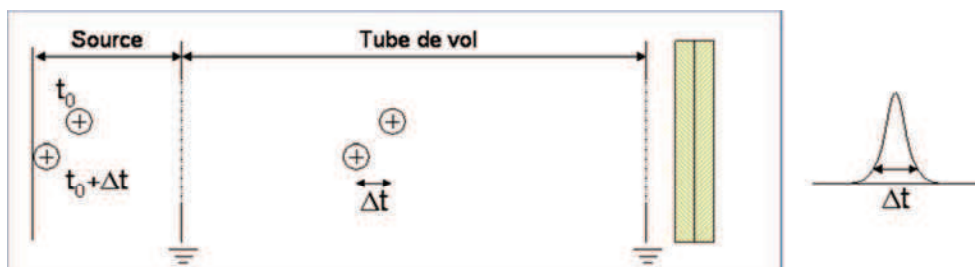 Source
Tube de vol
t0
t0+Δt
Δt
Δt